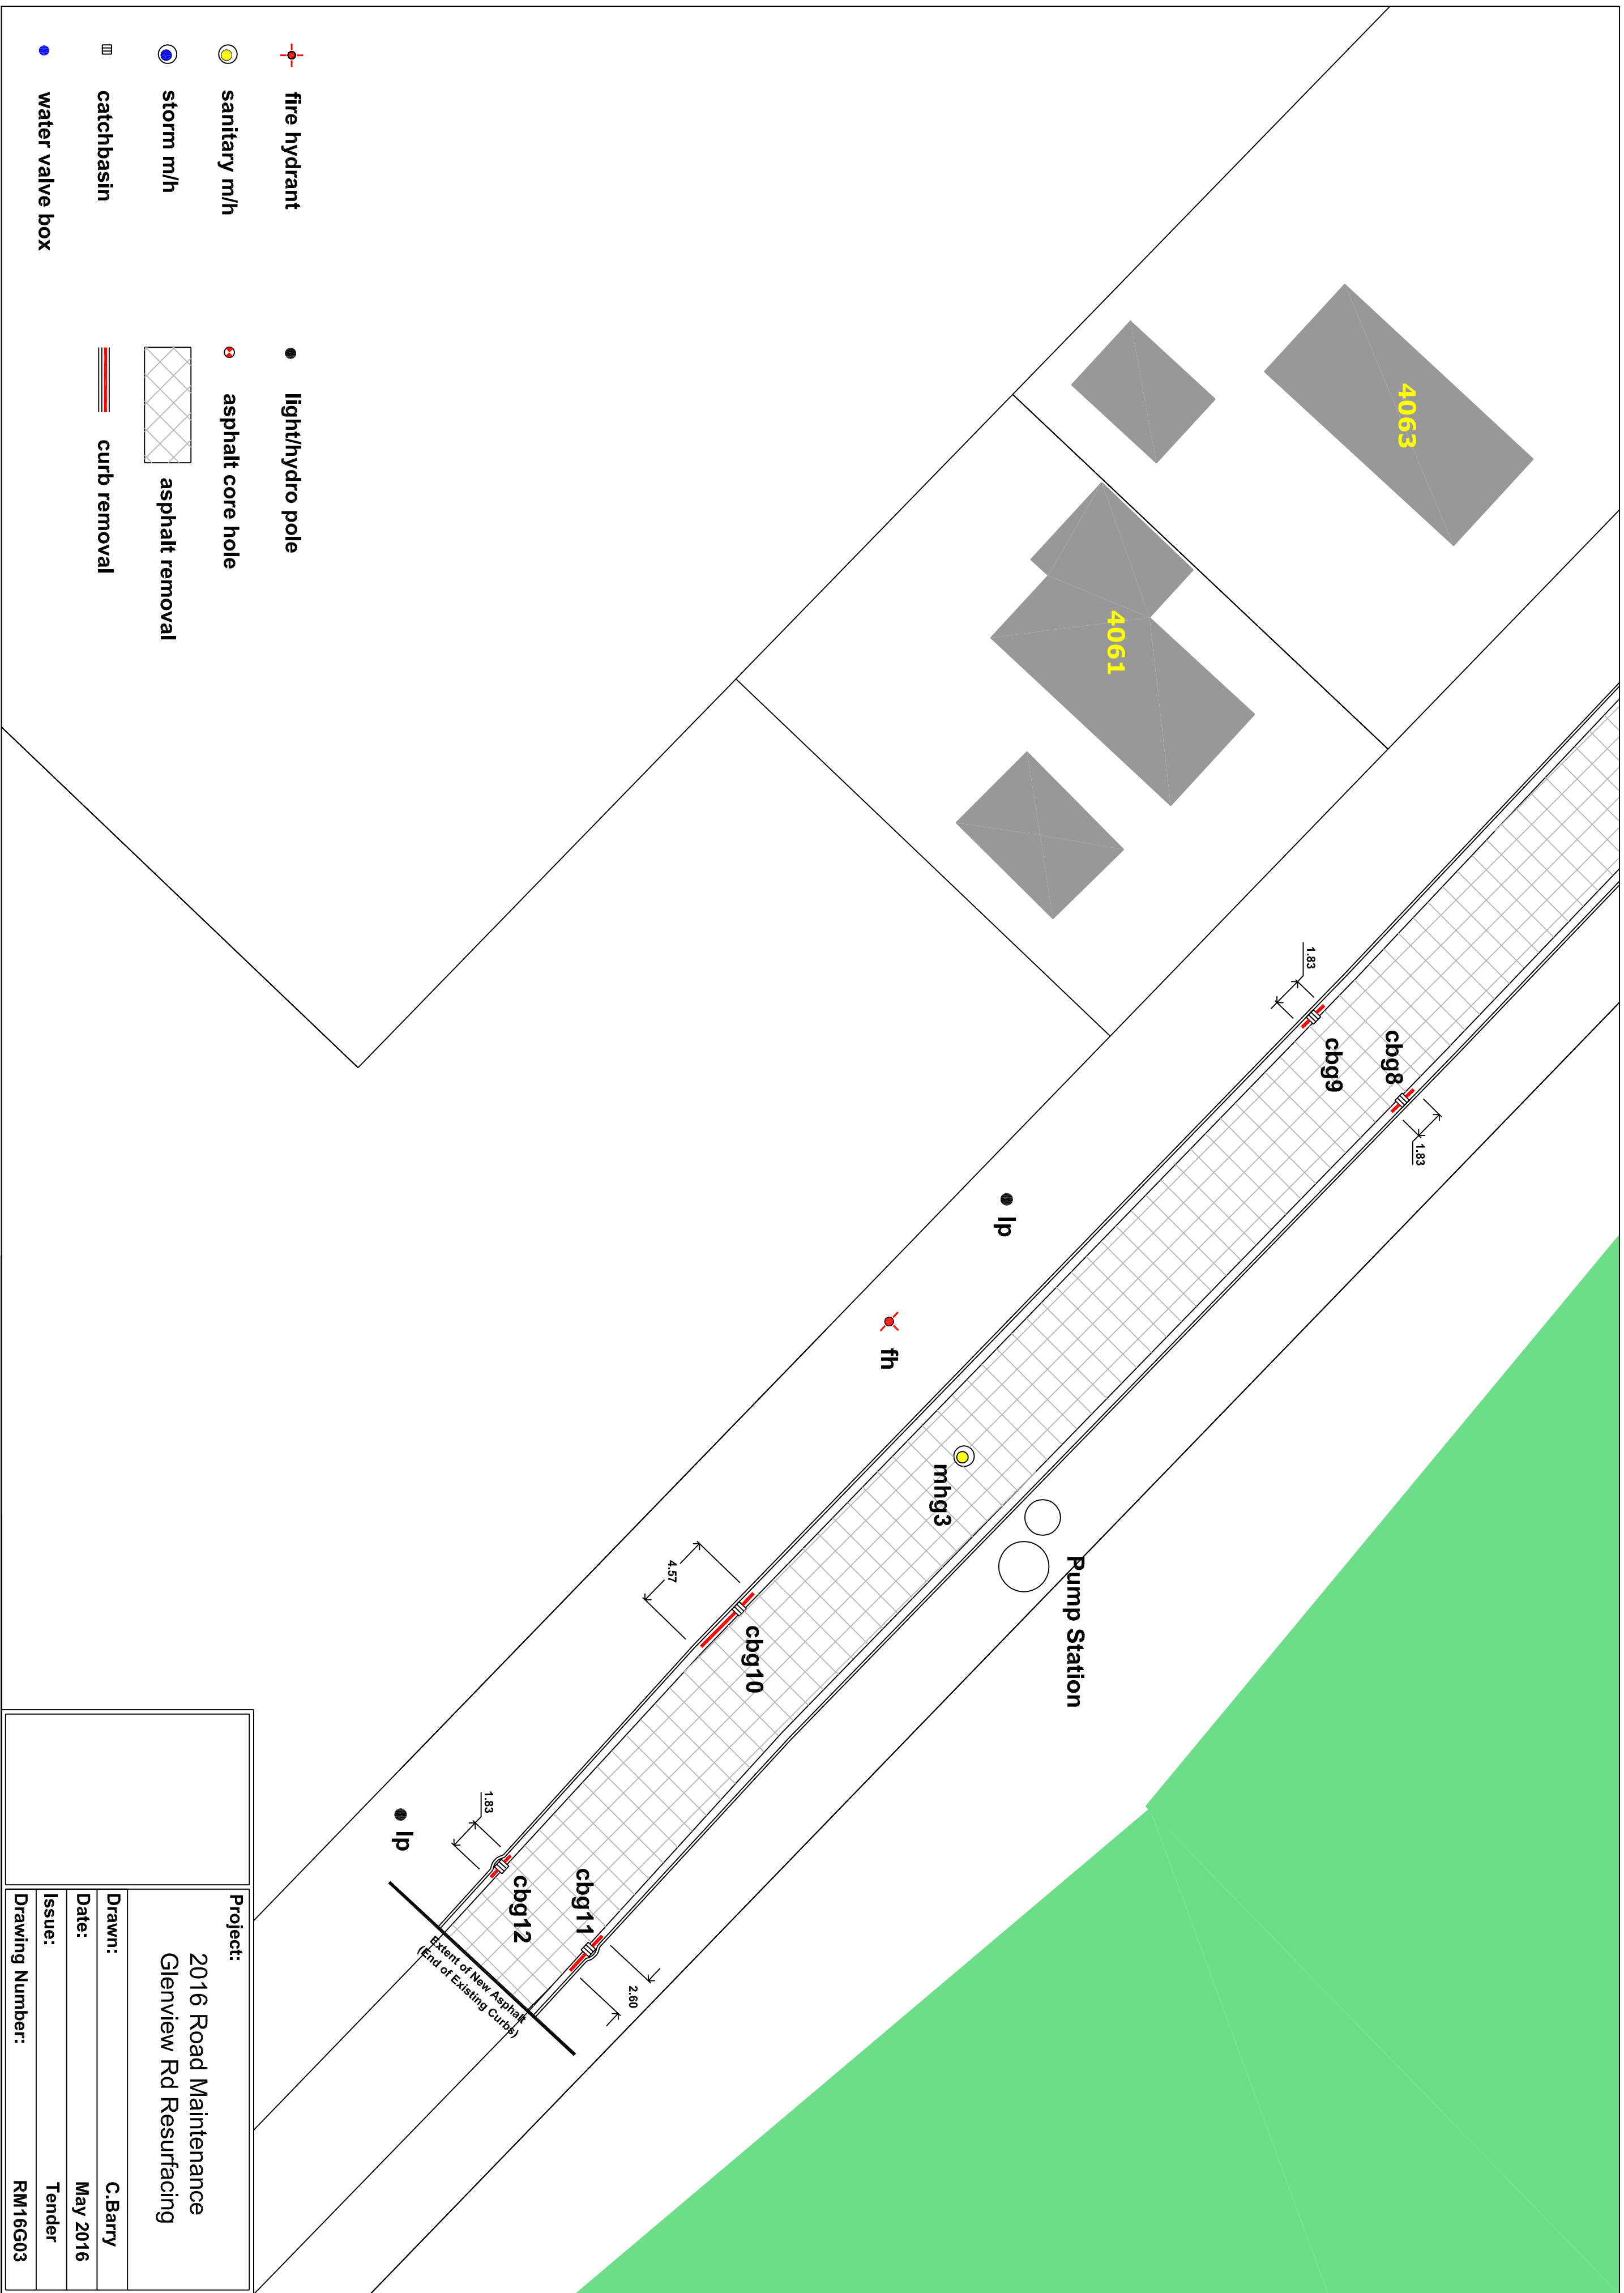 4063
4061
1.83
cbg9
cbg8
1.83
lp
fh
mhg3
Pump Station
4.57
cbg10
lp
1.83
cbg12
cbg11
2.60
Extent of New Asphalt
(End of Existing Curbs)
fire hydrant
sanitary m/h
storm m/h
catchbasin
water valve box
light/hydro pole
asphalt core hole
asphalt removal
curb removal
Project:
2016 Road Maintenance
Glenview Rd Resurfacing
Drawn: C.Barry
Date: May 2016
Issue: Tender
Drawing Number: RM16G03